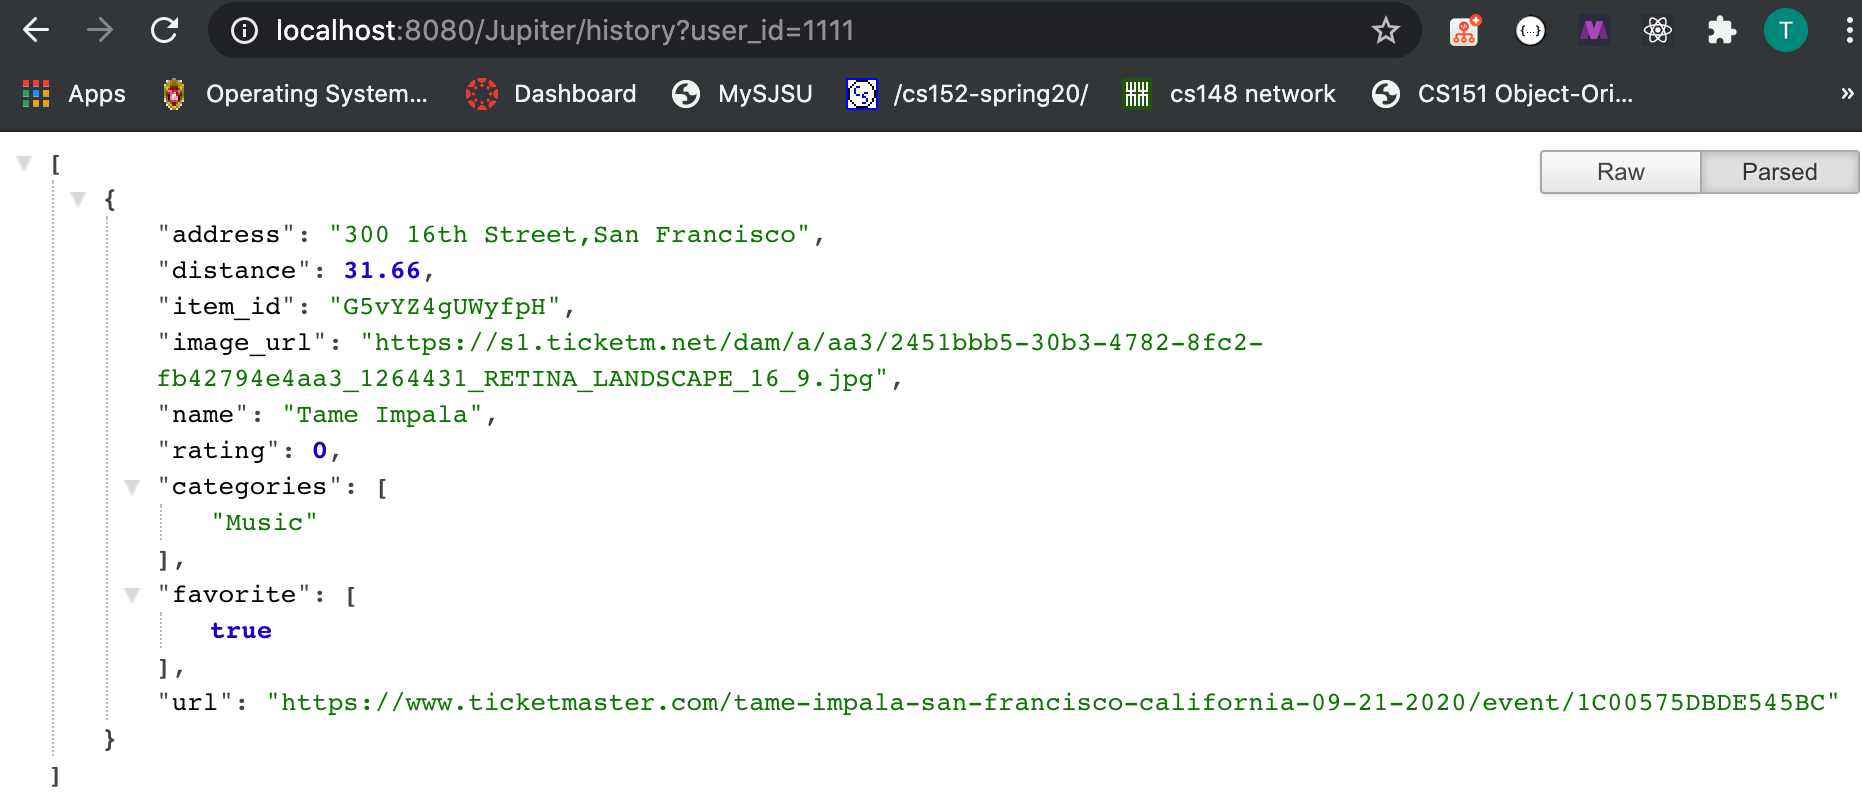 localhost:8080/Jupiter/history?user_id=1111
T
Apps
Operating System...
Dashboard
MySJSU
/cs152-spring20/
cs148 network
CS151 Object-Ori...
»
Raw
Parsed
[
{
"address": "300 16th Street,San Francisco",
"distance": 31.66,
"item_id": "G5vYZ4gUWyfpH",
"image_url": "https://s1.ticketm.net/dam/a/aa3/2451bbb5-30b3-4782-8fc2-
fb42794e4aa3_1264431_RETINA_LANDSCAPE_16_9.jpg",
"name": "Tame Impala",
"rating": 0,
"categories": [
"Music"
],
"favorite": [
true
],
"url": "https://www.ticketmaster.com/tame-impala-san-francisco-california-09-21-2020/event/1C00575DBDE545BC"
}
]